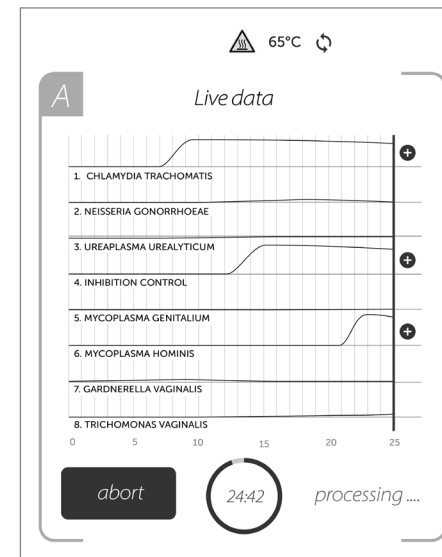 65°C
A
Live data
1. CHLAMYDIA TRACHOMATIS
2. NEISSERIA GONORRHOEAE
3. UREAPLASMA UREALYTICUM
4. INHIBITION CONTROL
5. MYCOPLASMA GENITALIUM
6. MYCOPLASMA HOMINIS
7. GARDNERELLA VAGINALIS
8. TRICHOMONAS VAGINALIS
0 5 10 15 20 25
abort 24:42 processing ....